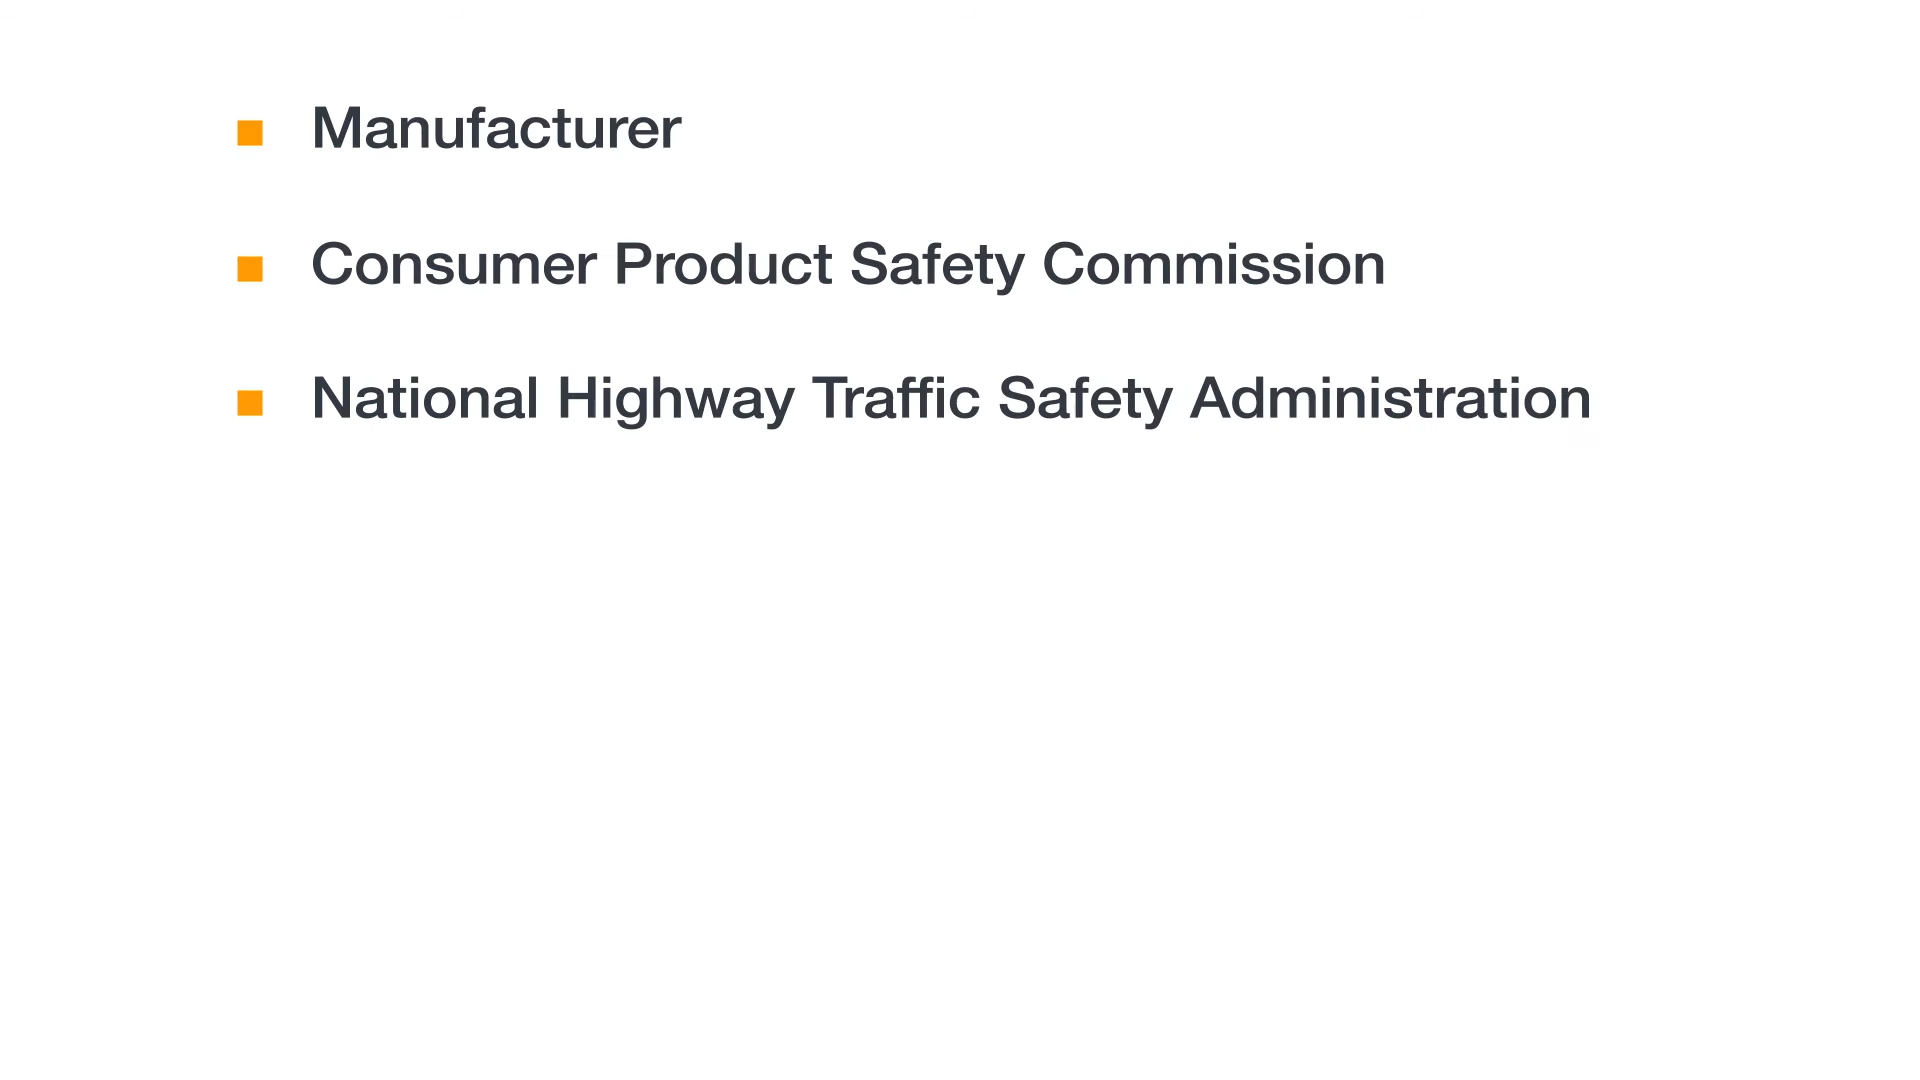 Manufacturer
Consumer Product Safety Commission
National Highway Traffic Safety Administration